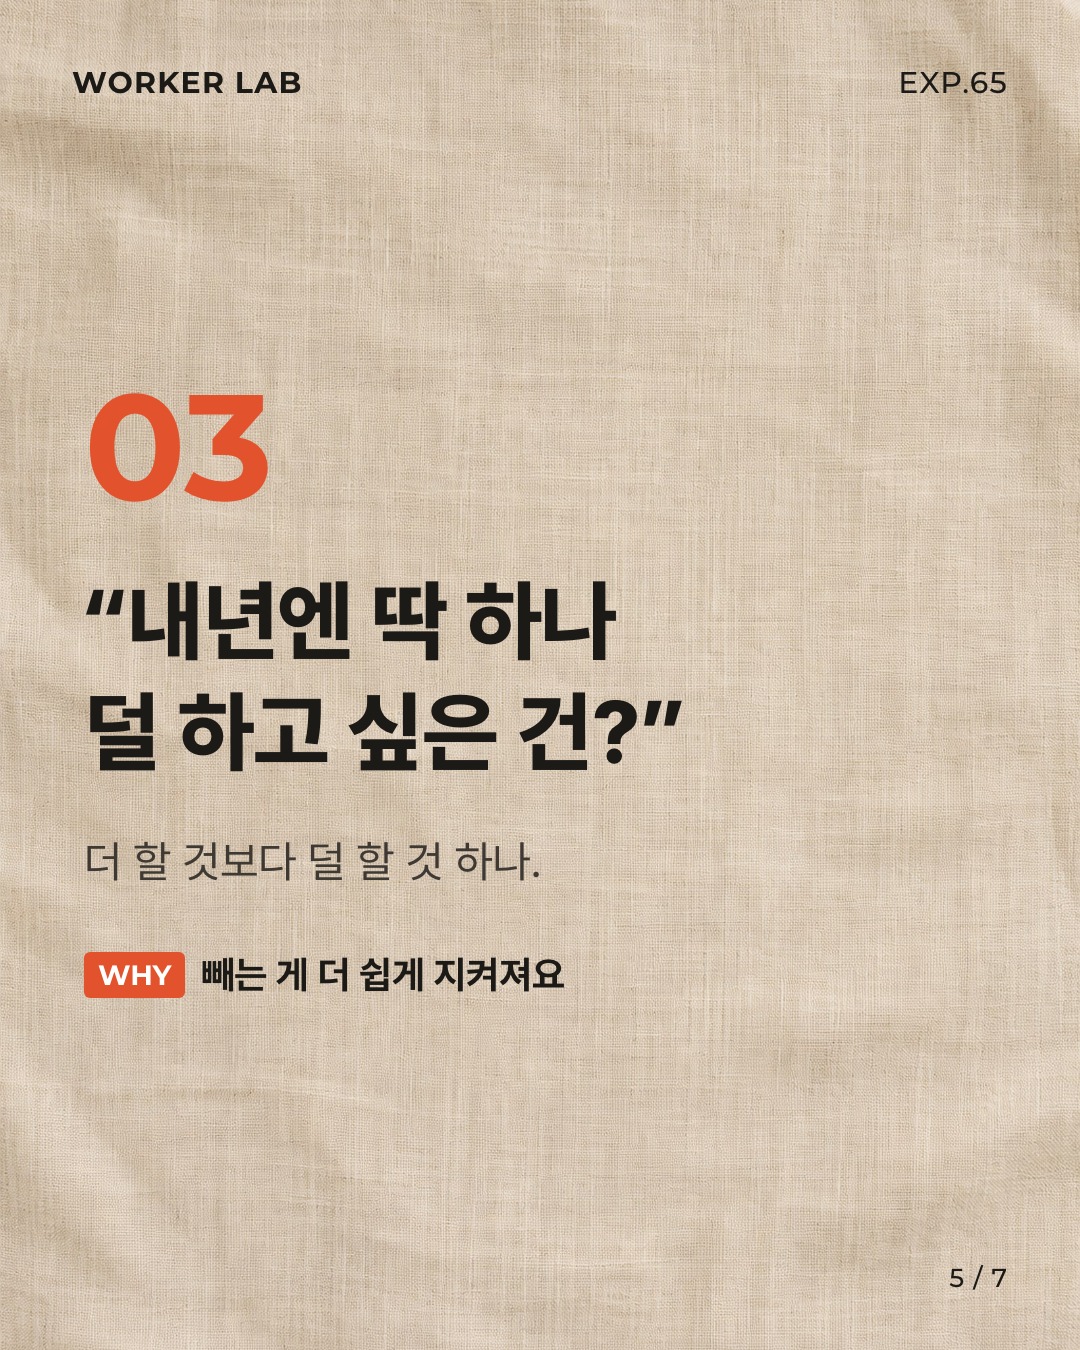 WORKER LAB
EXP.65
03
“내년엔 딱 하나
덜 하고 싶은 건?”
더 할 것보다 덜 할 것 하나.
WHY 빼는 게 더 쉽게 지켜져요
5 / 7